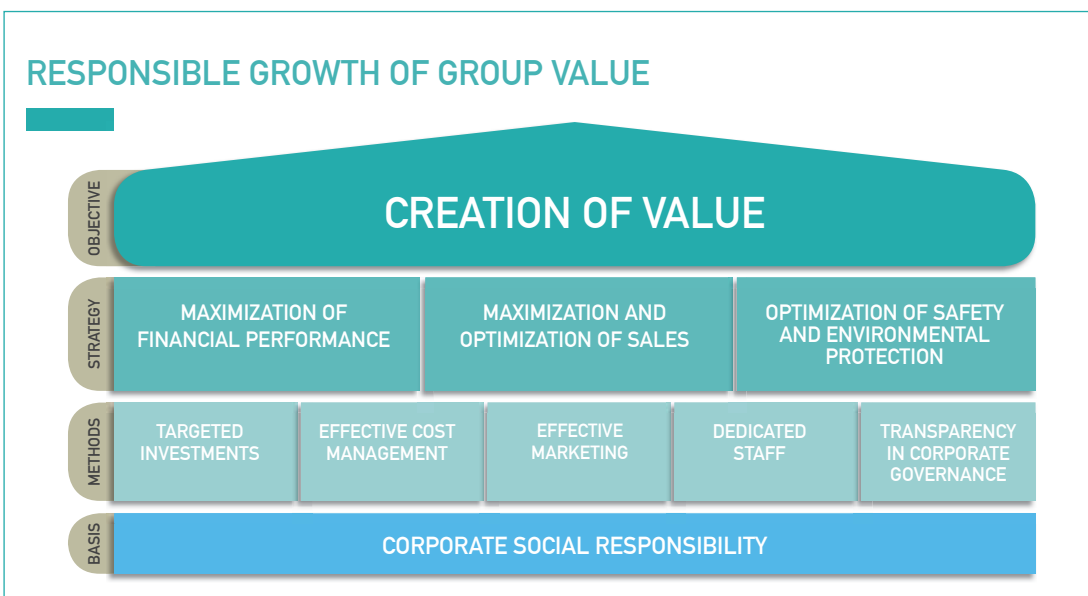 RESPONSIBLE GROWTH OF GROUP VALUE
OBJECTIVE
CREATION OF VALUE
STRATEGY
MAXIMIZATION OF
FINANCIAL PERFORMANCE
MAXIMIZATION AND
OPTIMIZATION OF SALES
OPTIMIZATION OF SAFETY
AND ENVIRONMENTAL
PROTECTION
METHODS
TARGETED
INVESTMENTS
EFFECTIVE COST
MANAGEMENT
EFFECTIVE
MARKETING
DEDICATED
STAFF
TRANSPARENCY
IN CORPORATE
GOVERNANCE
BASIS
CORPORATE SOCIAL RESPONSIBILITY